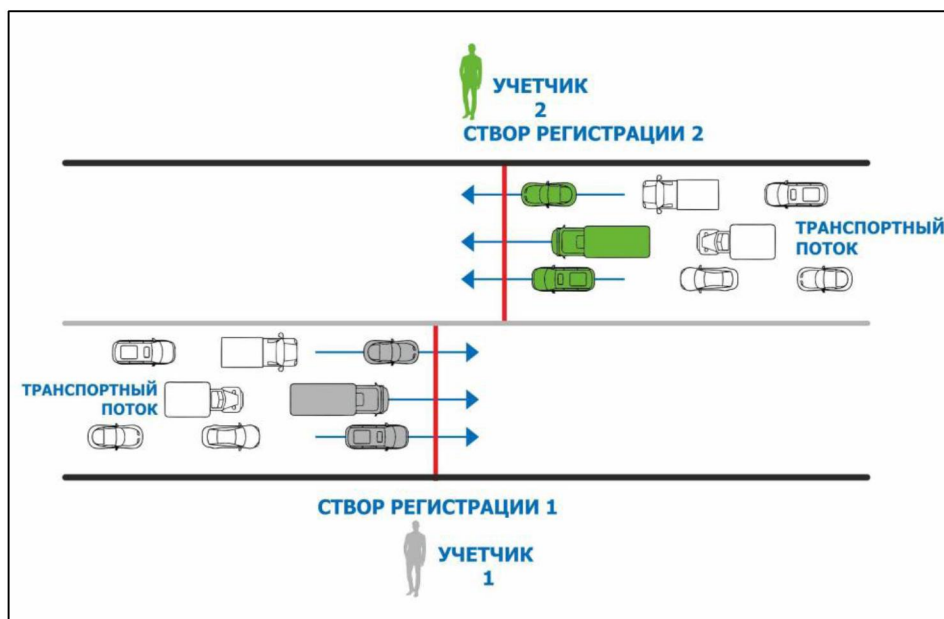 УЧЕТЧИК
2
СТВОР РЕГИСТРАЦИИ 2
ТРАНСПОРТНЫЙ
ПОТОК
ТРАНСПОРТНЫЙ
ПОТОК
СТВОР РЕГИСТРАЦИИ 1
УЧЕТЧИК
1